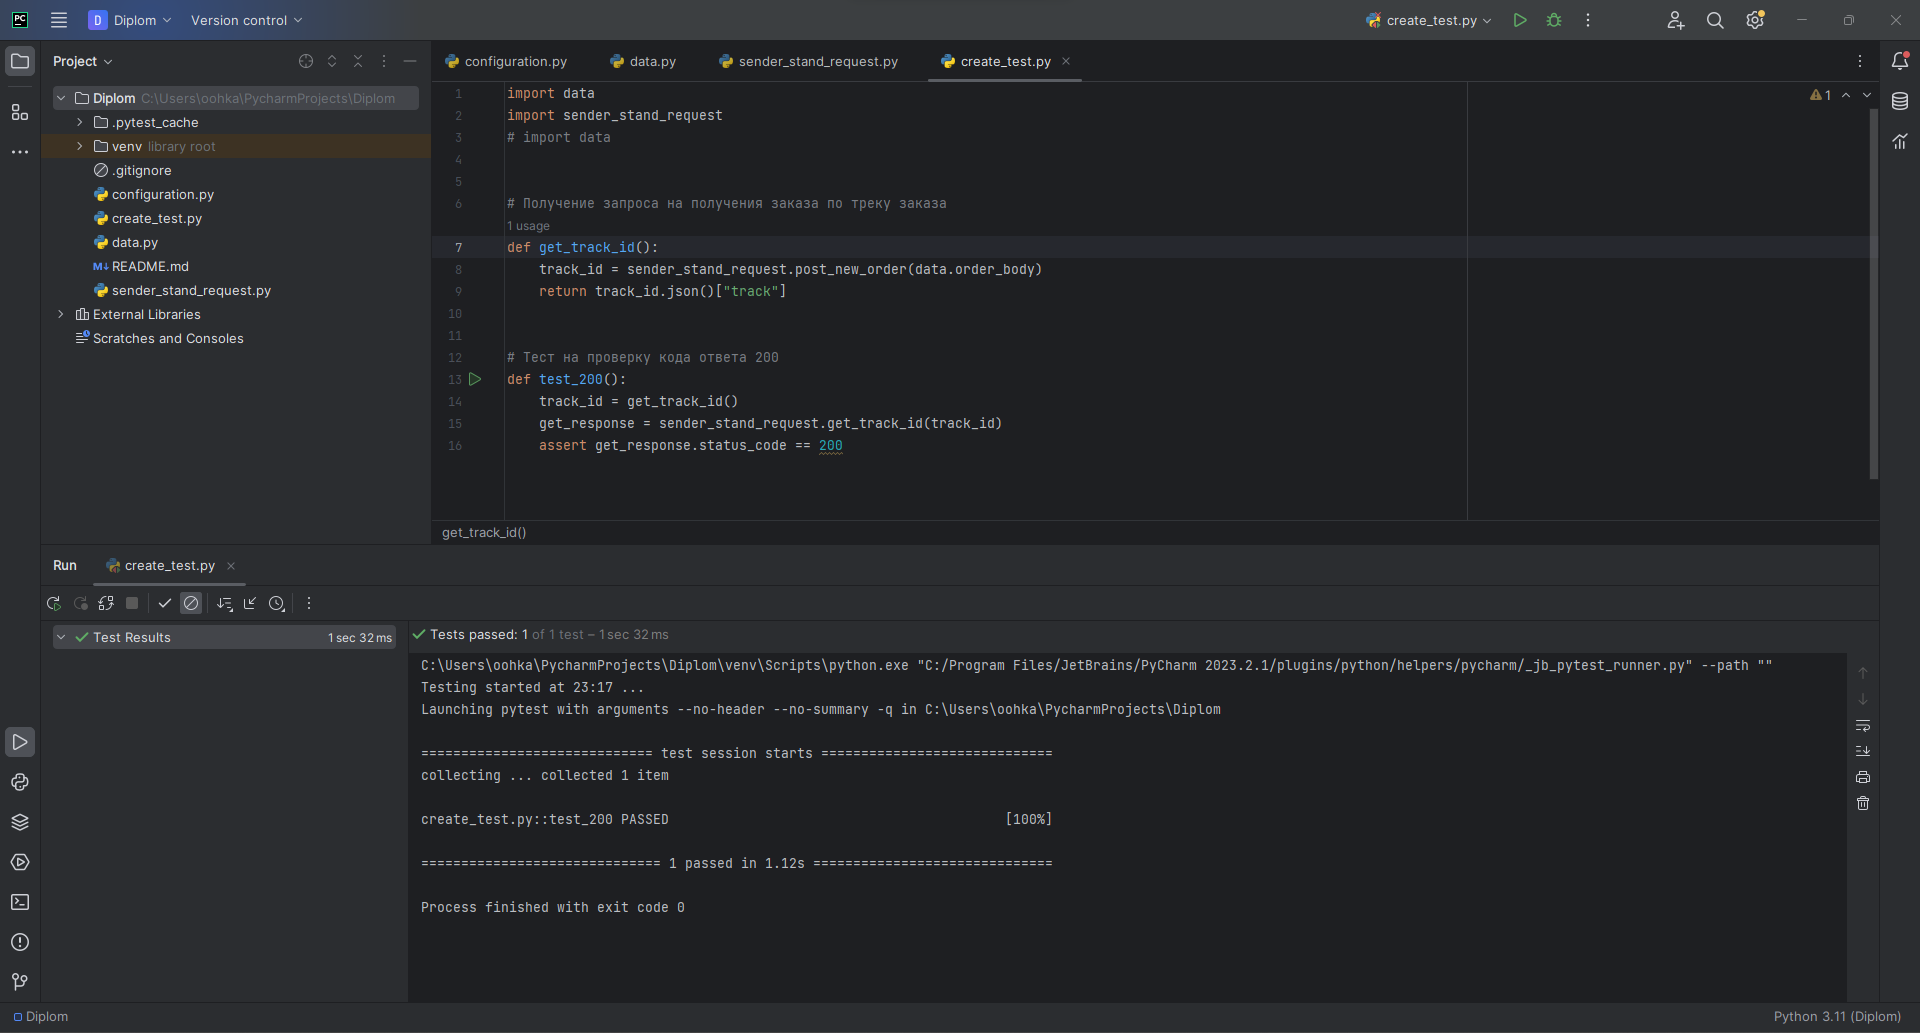 PC
D Diplom Version control create_test.py
Project
configuration.py data.py sender_stand_request.py create_test.py
Diplom C:\Users\oohka\PycharmProjects\Diplom
.pytest_cache
venv library root
.gitignore
configuration.py
create_test.py
data.py
M↓ README.md
sender_stand_request.py
External Libraries
Scratches and Consoles
1
1 import data
2 import sender_stand_request
3 # import data
4
5
6 # Получение запроса на получения заказа по треку заказа
1 usage
7 def get_track_id():
8 track_id = sender_stand_request.post_new_order(data.order_body)
9 return track_id.json()["track"]
10
11
12 # Тест на проверку кода ответа 200
13 def test_200():
14 track_id = get_track_id()
15 get_response = sender_stand_request.get_track_id(track_id)
16 assert get_response.status_code == 200
get_track_id()
Run create_test.py
Test Results 1 sec 32 ms
Tests passed: 1 of 1 test – 1 sec 32 ms
C:\Users\oohka\PycharmProjects\Diplom\venv\Scripts\python.exe "C:/Program Files/JetBrains/PyCharm 2023.2.1/plugins/python/helpers/pycharm/_jb_pytest_runner.py" --path ""
Testing started at 23:17 ...
Launching pytest with arguments --no-header --no-summary -q in C:\Users\oohka\PycharmProjects\Diplom
============================= test session starts =============================
collecting ... collected 1 item
create_test.py::test_200 PASSED [100%]
============================== 1 passed in 1.12s ==============================
Process finished with exit code 0
Diplom
Python 3.11 (Diplom)